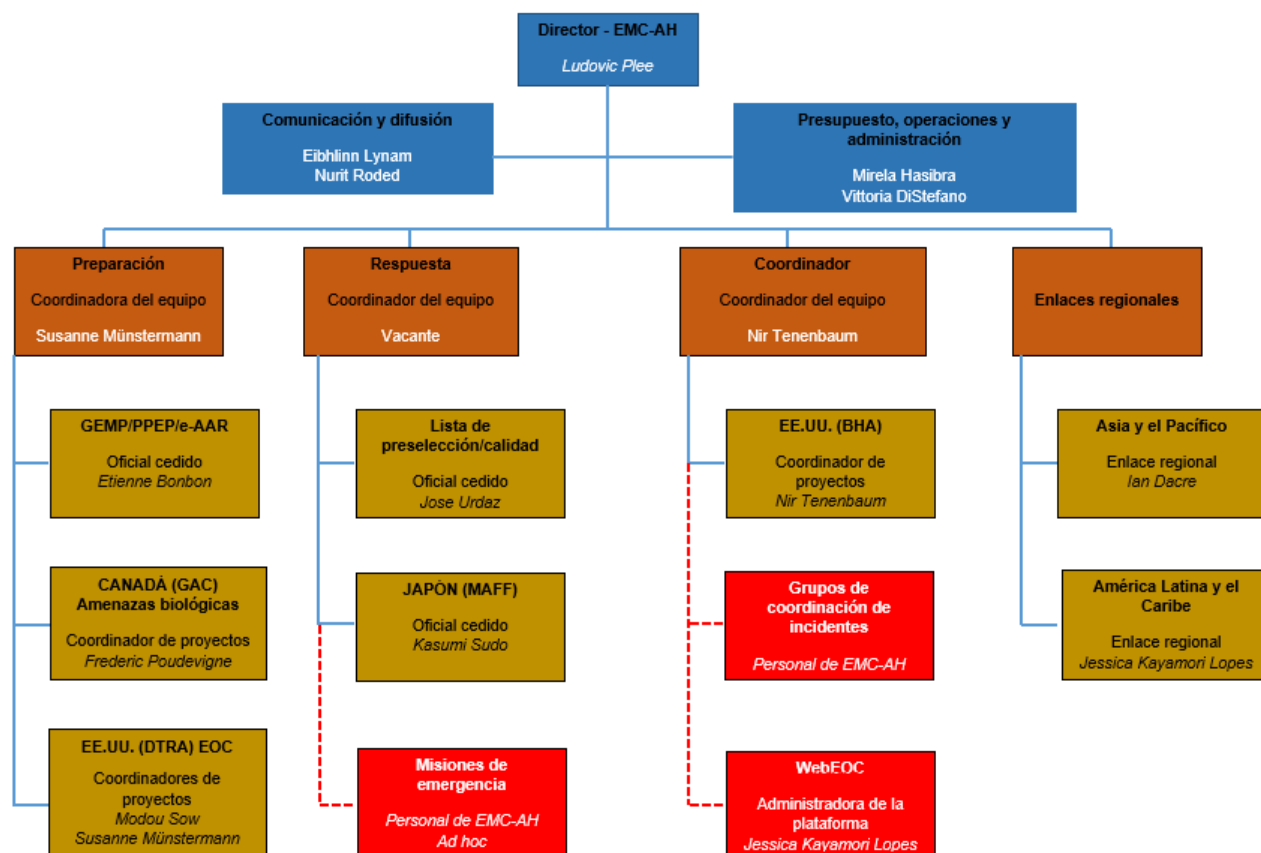 Director - EMC-AH
Ludovic Plee
Comunicación y difusión
Eibhlinn Lynam
Nurit Roded
Presupuesto, operaciones y
administración
Mirela Hasibra
Vittoria DiStefano
Preparación
Coordinadora del equipo
Susanne Münstermann
Respuesta
Coordinador del equipo
Vacante
Coordinador
Coordinador del equipo
Nir Tenenbaum
Enlaces regionales
GEMP/PPEP/e-AAR
Oficial cedido
Etienne Bonbon
Lista de
preselección/calidad
Oficial cedido
Jose Urdaz
EE.UU. (BHA)
Coordinador de
proyectos
Nir Tenenbaum
Asia y el Pacífico
Enlace regional
Ian Dacre
CANADÁ (GAC)
Amenazas biológicas
Coordinador de proyectos
Frederic Poudevigne
JAPÓN (MAFF)
Oficial cedido
Kasumi Sudo
Grupos de
coordinación de
incidentes
Personal de EMC-AH
América Latina y el
Caribe
Enlace regional
Jessica Kayamori Lopes
EE.UU. (DTRA) EOC
Coordinadores de
proyectos
Modou Sow
Susanne Münstermann
Misiones de
emergencia
Personal de EMC-AH
Ad hoc
WebEOC
Administradora de la
plataforma
Jessica Kayamori Lopes